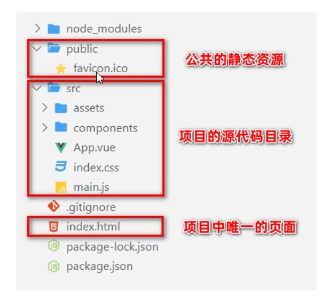 node_modules
public
favicon.ico
公共的静态资源
src
assets
components
App.vue
index.css
main.js
项目的源代码目录
.gitignore
index.html
项目中唯一的页面
package-lock.json
package.json